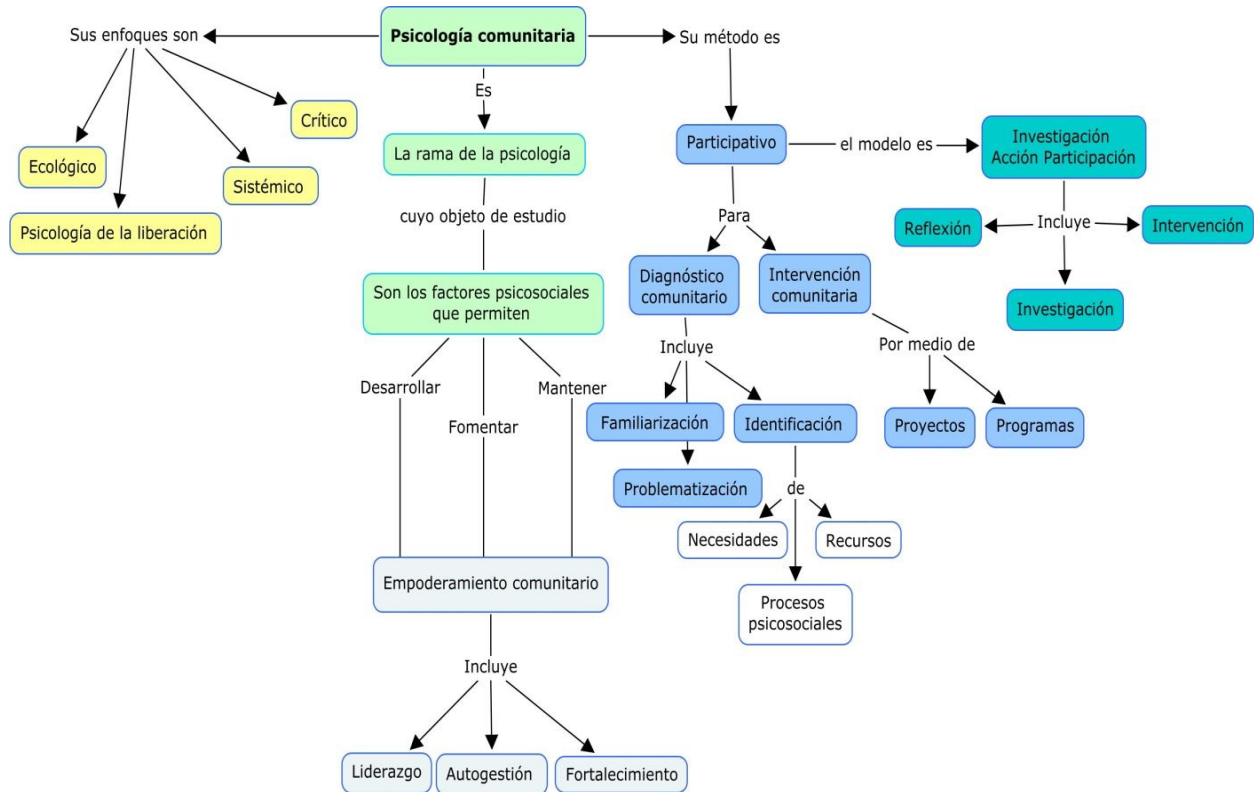 Psicología comunitaria
Sus enfoques son
Su método es
Es
Crítico
Ecológico
Sistémico
Psicología de la liberación
La rama de la psicología
cuyo objeto de estudio
Son los factores psicosociales
que permiten
Desarrollar
Fomentar
Mantener
Empoderamiento comunitario
Incluye
Liderazgo
Autogestión
Fortalecimiento
Participativo
el modelo es
Investigación
Acción Participación
Incluye
Reflexión
Intervención
Investigación
Para
Diagnóstico
comunitario
Intervención
comunitaria
Incluye
Familiarización
Identificación
Problematización
de
Necesidades
Recursos
Procesos
psicosociales
Por medio de
Proyectos
Programas